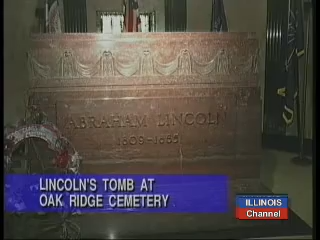 ABRAHAM LINCOLN
1809-1865
LINCOLN'S TOMB AT
OAK RIDGE CEMETERY
ILLINOIS
Channel